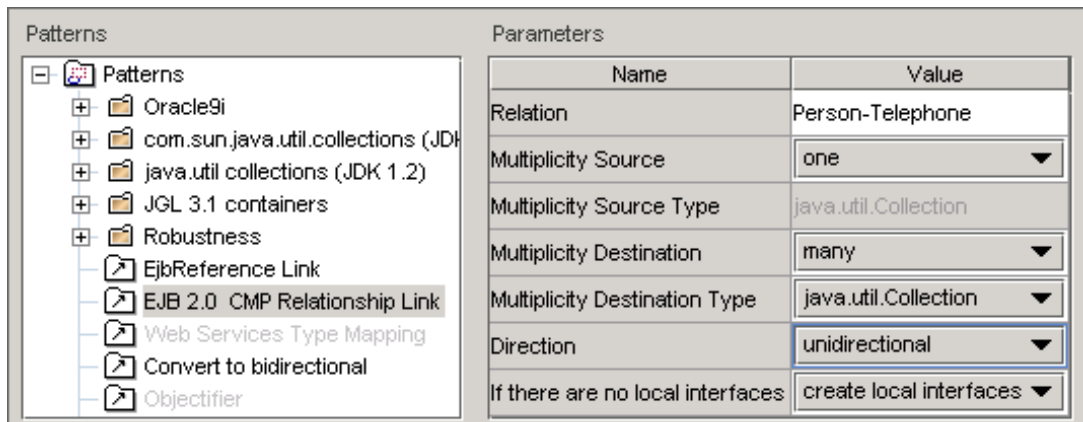 Patterns
Patterns
Oracle9i
com.sun.java.util.collections (JDK
java.util collections (JDK 1.2)
JGL 3.1 containers
Robustness
EjbReference Link
EJB 2.0 CMP Relationship Link
Web Services Type Mapping
Convert to bidirectional
Objectifier
Parameters
Name Value
Relation Person-Telephone
Multiplicity Source one
Multiplicity Source Type java.util.Collection
Multiplicity Destination many
Multiplicity Destination Type java.util.Collection
Direction unidirectional
If there are no local interfaces create local interfaces